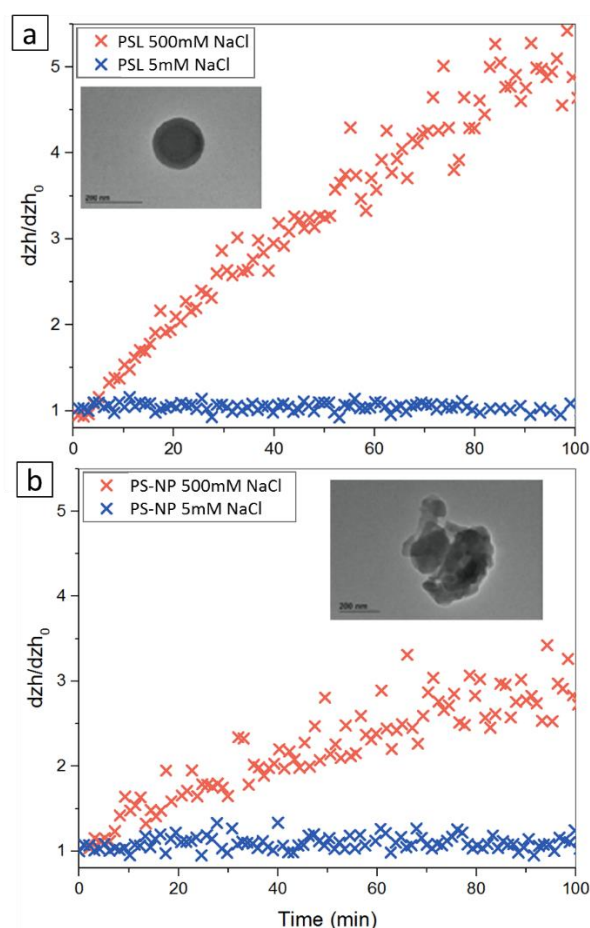 a
PSL 500mM NaCl
PSL 5mM NaCl
200 nm
dzh/dzh0
5
4
3
2
1
0
20
40
60
80
100
b
PS-NP 500mM NaCl
PS-NP 5mM NaCl
200 nm
dzh/dzh0
5
4
3
2
1
0
20
40
60
80
100
Time (min)